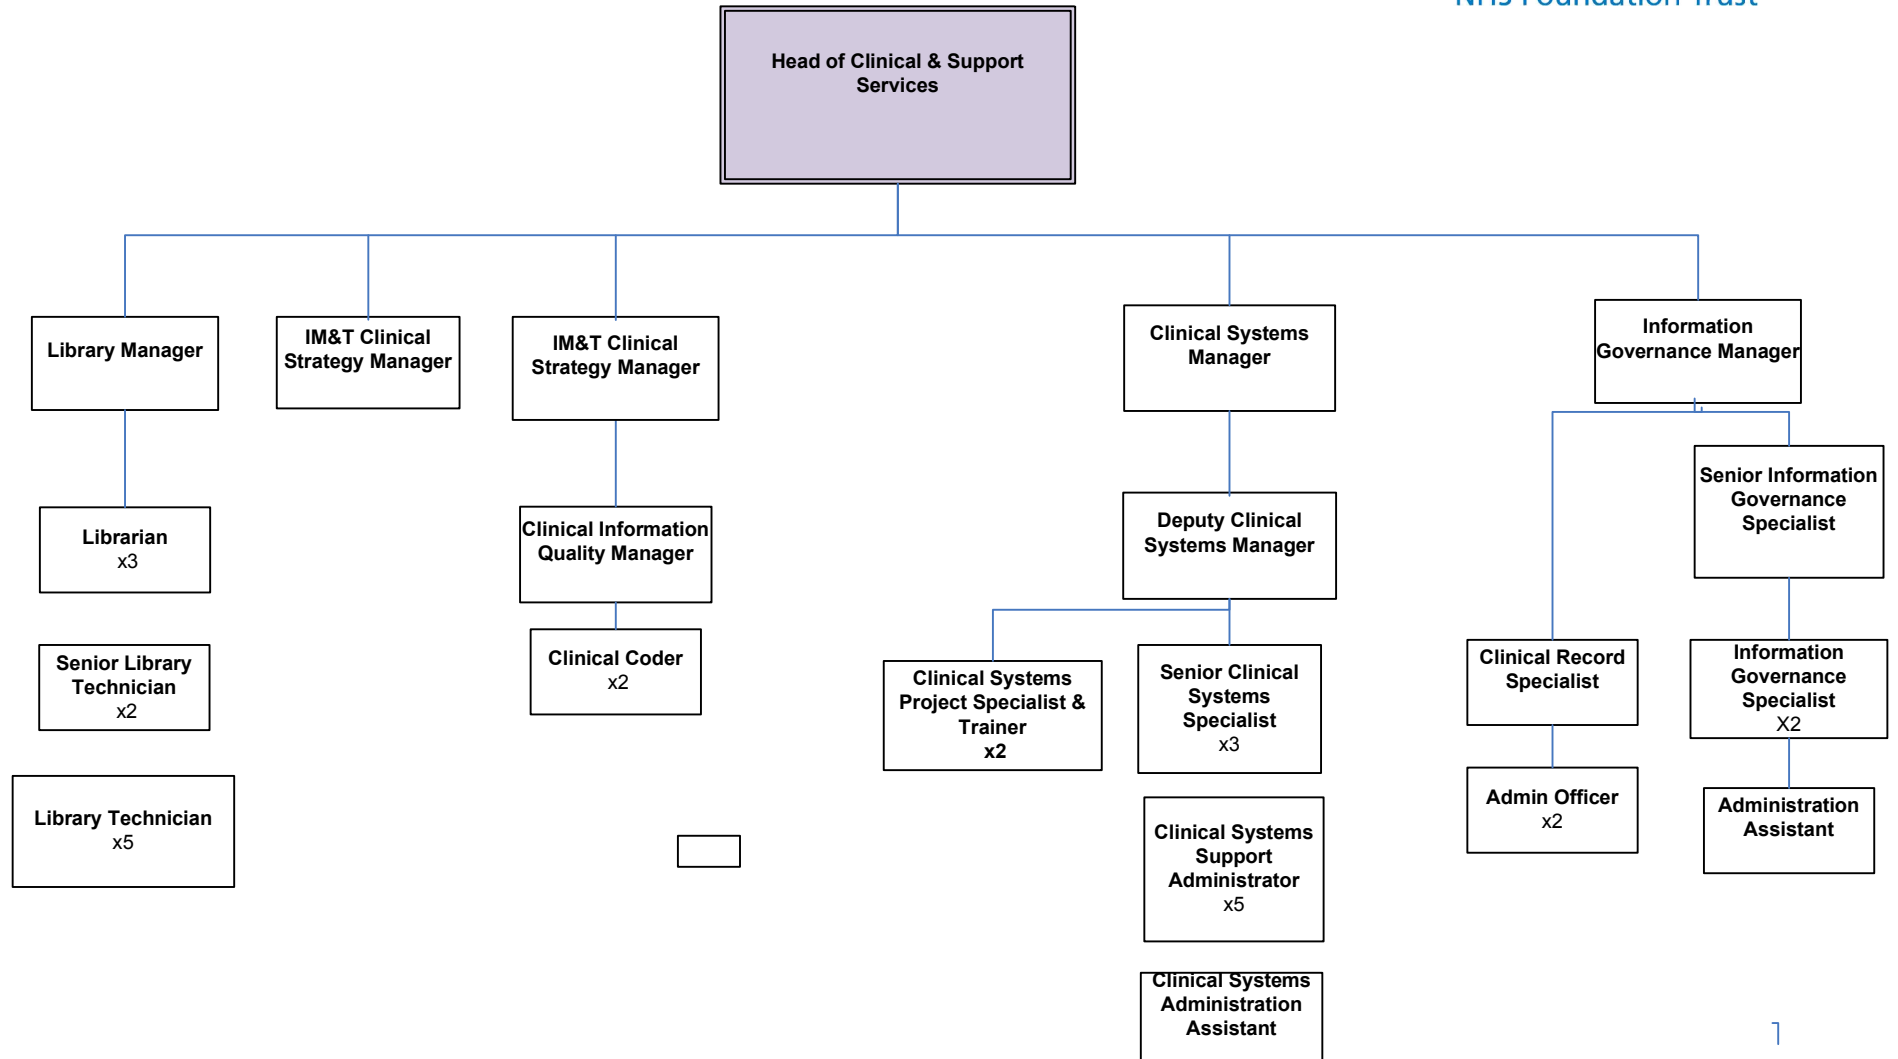 NHS Foundation Trust
Head of Clinical & Support
Services
Library Manager
IM&T Clinical
Strategy Manager
IM&T Clinical
Strategy Manager
Clinical Systems
Manager
Information
Governance Manager
Librarian
x3
Clinical Information
Quality Manager
Deputy Clinical
Systems Manager
Senior Information
Governance
Specialist
Senior Library
Technician
x2
Clinical Coder
x2
Clinical Systems
Project Specialist &
Trainer
x2
Senior Clinical
Systems
Specialist
x3
Clinical Record
Specialist
Information
Governance
Specialist
X2
Library Technician
x5
Clinical Systems
Support
Administrator
x5
Admin Officer
x2
Administration
Assistant
Clinical Systems
Administration
Assistant